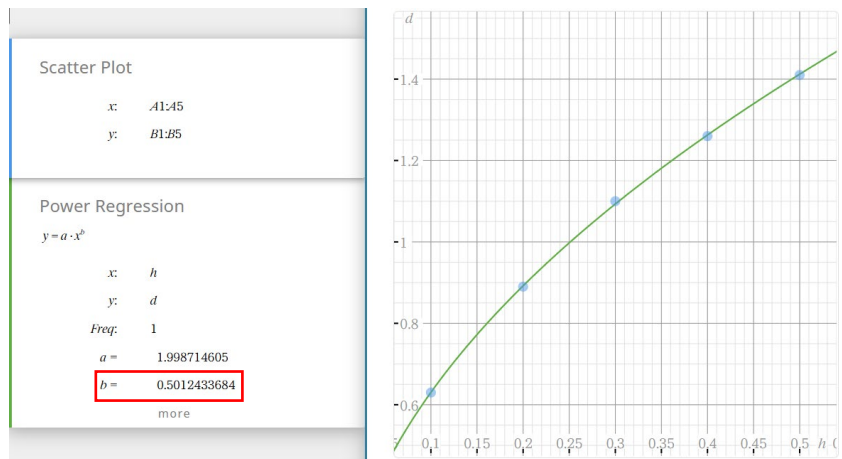 Scatter Plot
x: A1:A5
y: B1:B5
Power Regression
y = a · x^b
x: h
y: d
Freq: 1
a = 1.998714605
b = 0.5012433684
more
d
1.4
1.2
1
0.8
0.6
0,1 0,15 0,2 0,25 0,3 0,35 0,4 0,45 0,5 h